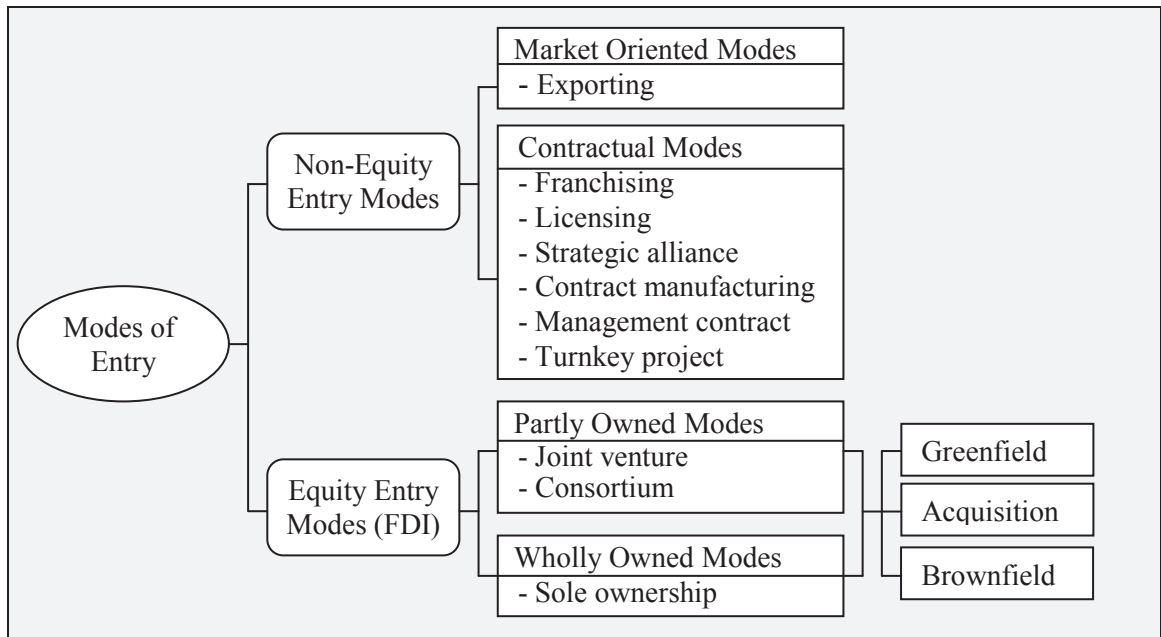 Modes of
Entry
Non-Equity
Entry Modes
Market Oriented Modes
- Exporting
Contractual Modes
- Franchising
- Licensing
- Strategic alliance
- Contract manufacturing
- Management contract
- Turnkey project
Equity Entry
Modes (FDI)
Partly Owned Modes
- Joint venture
- Consortium
Wholly Owned Modes
- Sole ownership
Greenfield
Acquisition
Brownfield